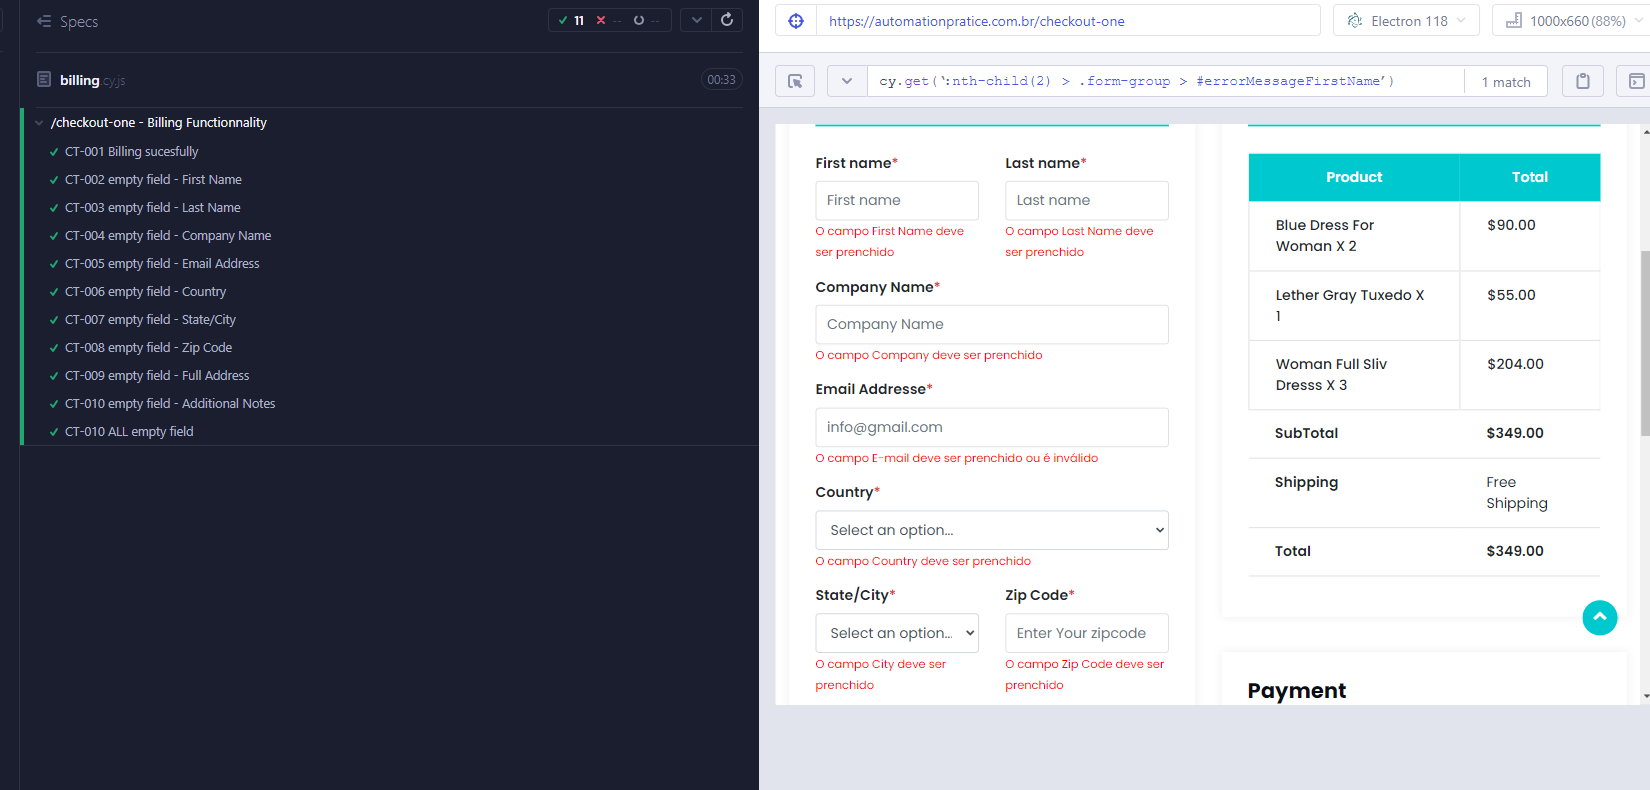 Specs
11 -- --
billing.cy.js
00:33
/checkout-one - Billing Functionnality
CT-001 Billing sucesfully
CT-002 empty field - First Name
CT-003 empty field - Last Name
CT-004 empty field - Company Name
CT-005 empty field - Email Address
CT-006 empty field - Country
CT-007 empty field - State/City
CT-008 empty field - Zip Code
CT-009 empty field - Full Address
CT-010 empty field - Additional Notes
CT-010 ALL empty field
https://automationpratice.com.br/checkout-one
Electron 118
1000x660 (88%)
cy.get(‘:nth-child(2) > .form-group > #errorMessageFirstName’)
1 match
First name*
Last name*
First name
Last name
O campo First Name deve
ser prenchido
O campo Last Name deve
ser prenchido
Company Name*
Company Name
O campo Company deve ser prenchido
Email Addresse*
info@gmail.com
O campo E-mail deve ser prenchido ou é inválido
Country*
Select an option...
O campo Country deve ser prenchido
State/City*
Zip Code*
Select an option...
Enter Your zipcode
O campo City deve ser
prenchido
O campo Zip Code deve ser
prenchido
Product
Total
Blue Dress For
Woman X 2
$90.00
Lether Gray Tuxedo X
1
$55.00
Woman Full Sliv
Dresss X 3
$204.00
SubTotal
$349.00
Shipping
Free
Shipping
Total
$349.00
Payment